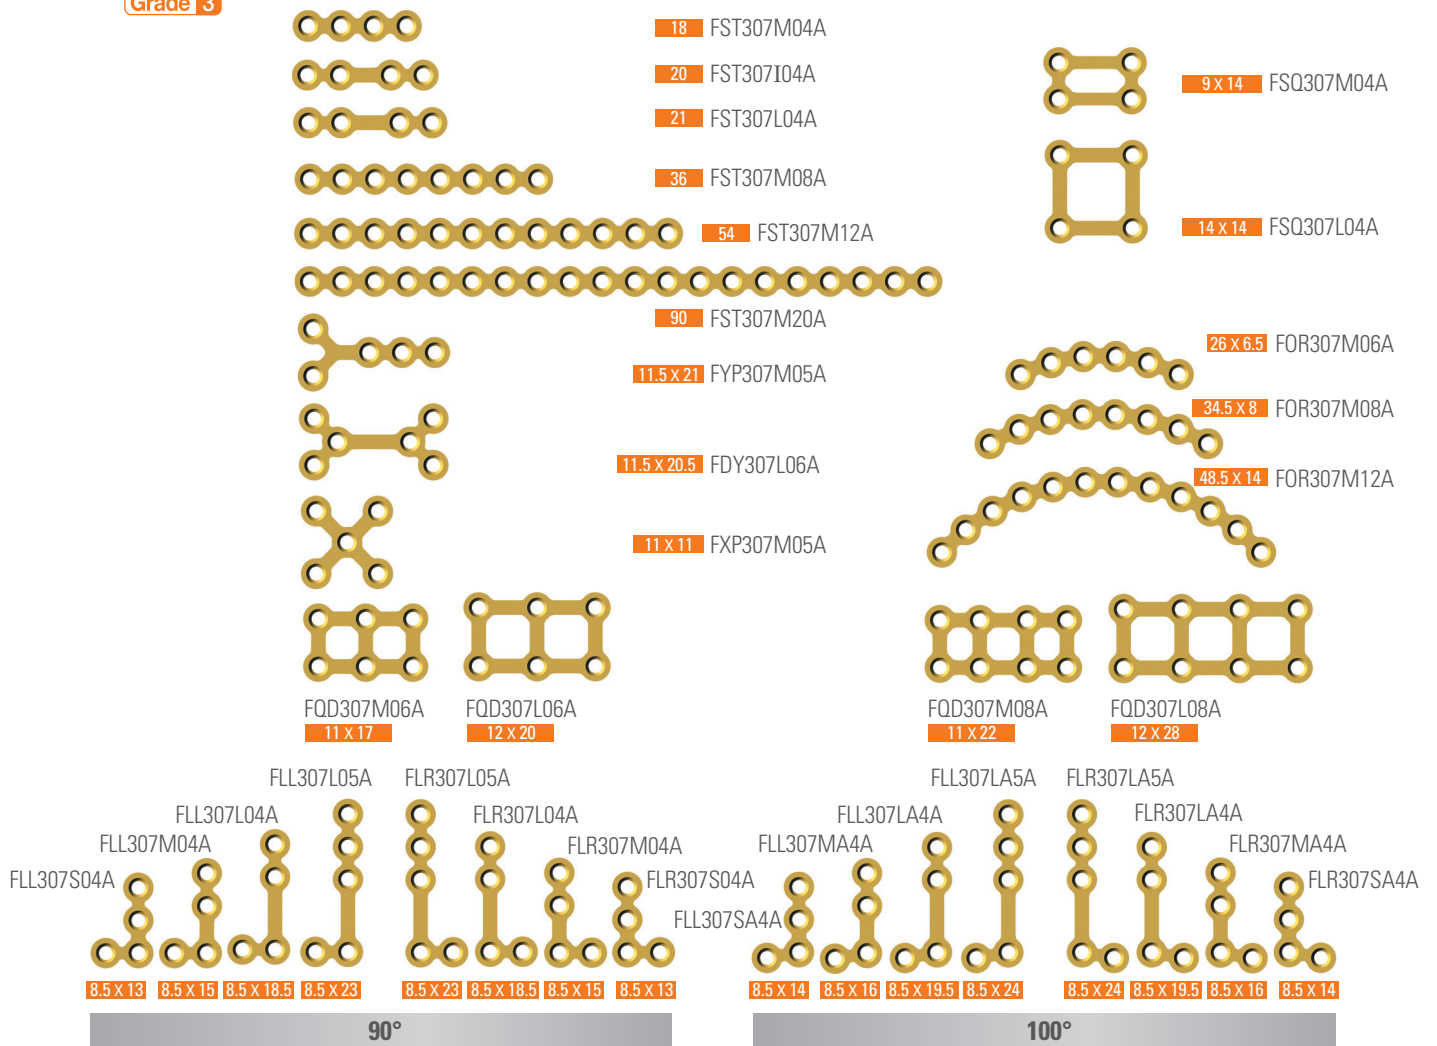 Grade 3
18 FST307M04A
20 FST307I04A
21 FST307L04A
36 FST307M08A
54 FST307M12A
90 FST307M20A
11.5 X 21 FYP307M05A
11.5 X 20.5 FDY307L06A
11 X 11 FXP307M05A
9 X 14 FSQ307M04A
14 X 14 FSQ307L04A
26 X 6.5 FOR307M06A
34.5 X 8 FOR307M08A
48.5 X 14 FOR307M12A
FQD307M06A
11 X 17
FQD307L06A
12 X 20
FQD307M08A
11 X 22
FQD307L08A
12 X 28
FLL307L05A FLR307L05A
FLL307L04A FLR307L04A
FLL307M04A FLR307M04A
FLL307S04A FLR307S04A
8.5 X 13 8.5 X 15 8.5 X 18.5 8.5 X 23 8.5 X 23 8.5 X 18.5 8.5 X 15 8.5 X 13
90°
FLL307LA5A FLR307LA5A
FLL307LA4A FLR307LA4A
FLL307MA4A FLR307MA4A
FLR307SA4A
FLL307SA4A
8.5 X 14 8.5 X 16 8.5 X 19.5 8.5 X 24 8.5 X 24 8.5 X 19.5 8.5 X 16 8.5 X 14
100°